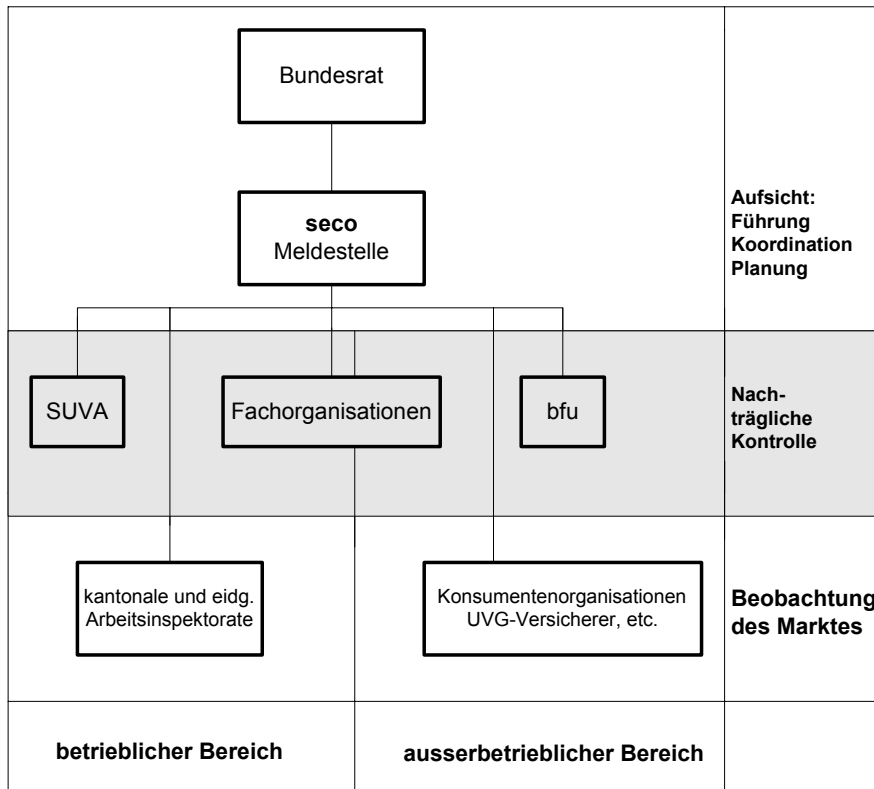 Bundesrat
seco
Meldestelle
Aufsicht:
Führung
Koordination
Planung
SUVA
Fachorganisationen
bfu
Nach-
trägliche
Kontrolle
kantonale und eidg.
Arbeitsinspektorate
Konsumentenorganisationen
UVG-Versicherer, etc.
Beobachtung
des Marktes
betrieblicher Bereich
ausserbetrieblicher Bereich